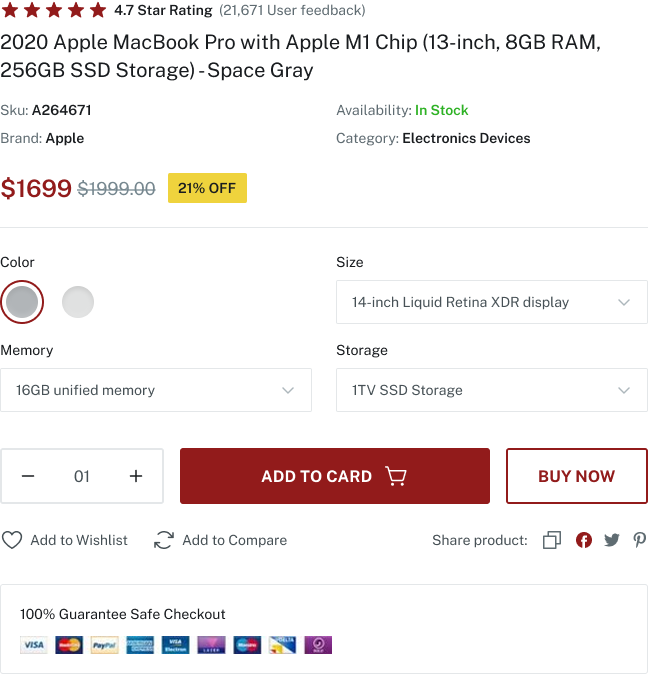 4.7 Star Rating (21,671 User feedback)
2020 Apple MacBook Pro with Apple M1 Chip (13-inch, 8GB RAM,
256GB SSD Storage) - Space Gray
Sku: A264671
Availability: In Stock
Brand: Apple
Category: Electronics Devices
$1699 $1999.00 21% OFF
Color
Size
14-inch Liquid Retina XDR display
Memory
Storage
16GB unified memory
1TV SSD Storage
01
ADD TO CARD
BUY NOW
Add to Wishlist
Add to Compare
Share product:
100% Guarantee Safe Checkout
VISA
PayPal
VISA
Electron
DELTA